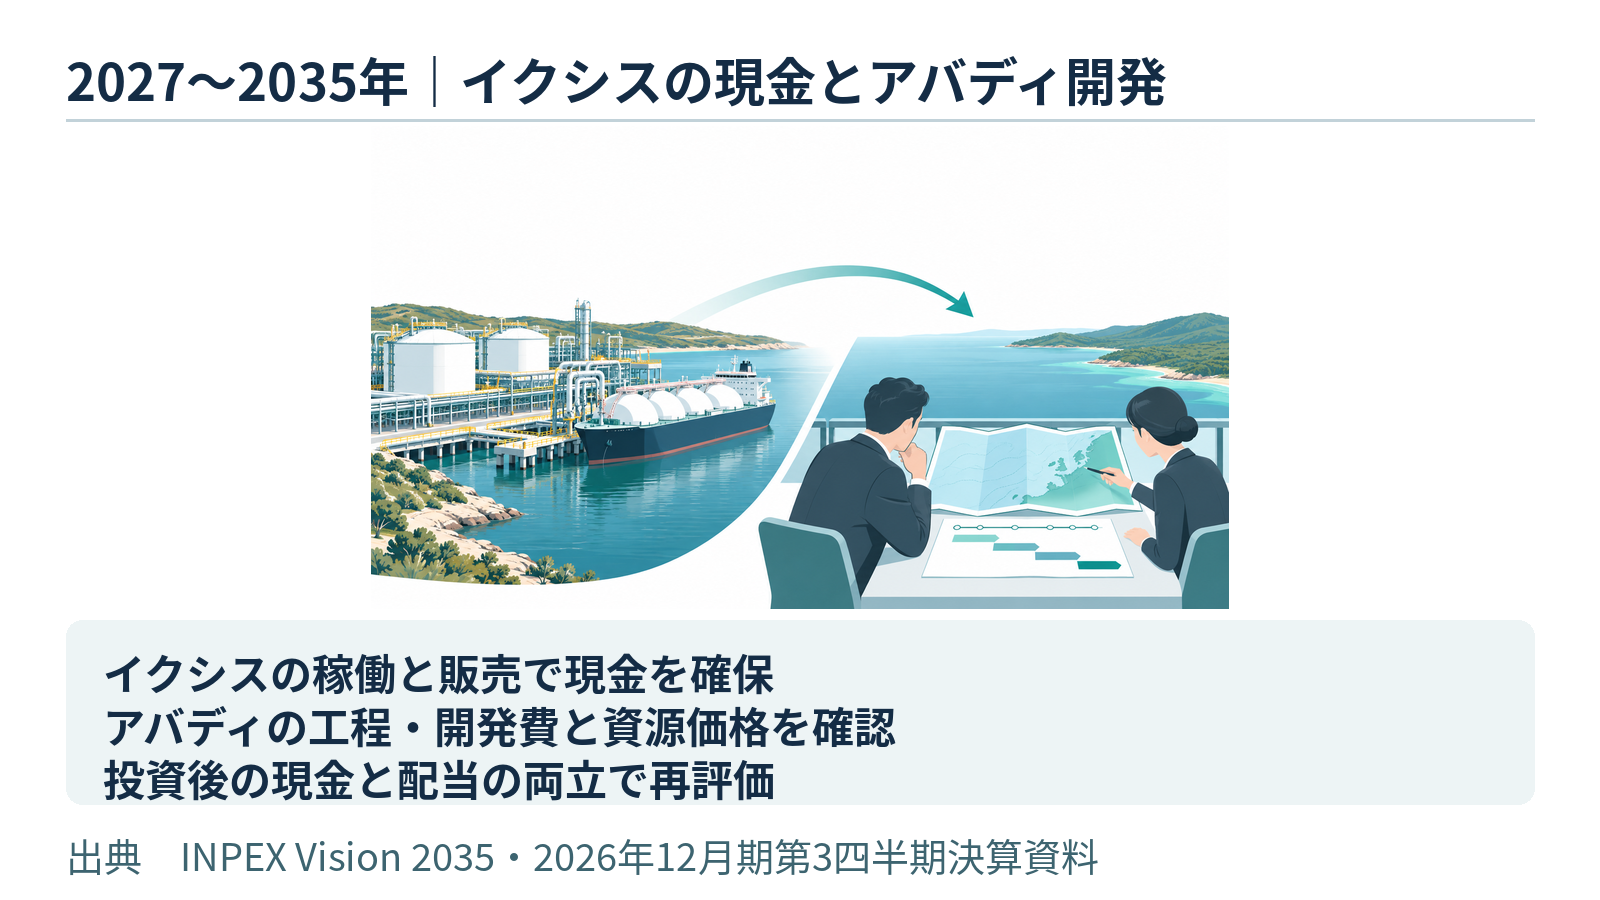 2027〜2035年｜イクシスの現金とアバディ開発
イクシスの稼働と販売で現金を確保
アバディの工程・開発費と資源価格を確認
投資後の現金と配当の両立で再評価
出典　INPEX Vision 2035・2026年12月期第3四半期決算資料